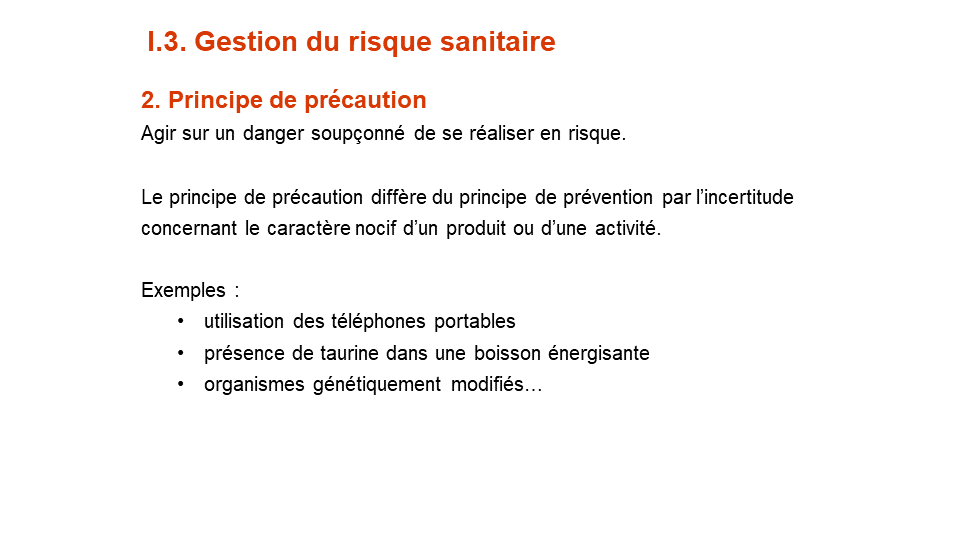 I.3. Gestion du risque sanitaire
2. Principe de précaution
Agir sur un danger soupçonné de se réaliser en risque.
Le principe de précaution diffère du principe de prévention par l’incertitude
concernant le caractère nocif d’un produit ou d’une activité.
Exemples :
• utilisation des téléphones portables
• présence de taurine dans une boisson énergisante
• organismes génétiquement modifiés…